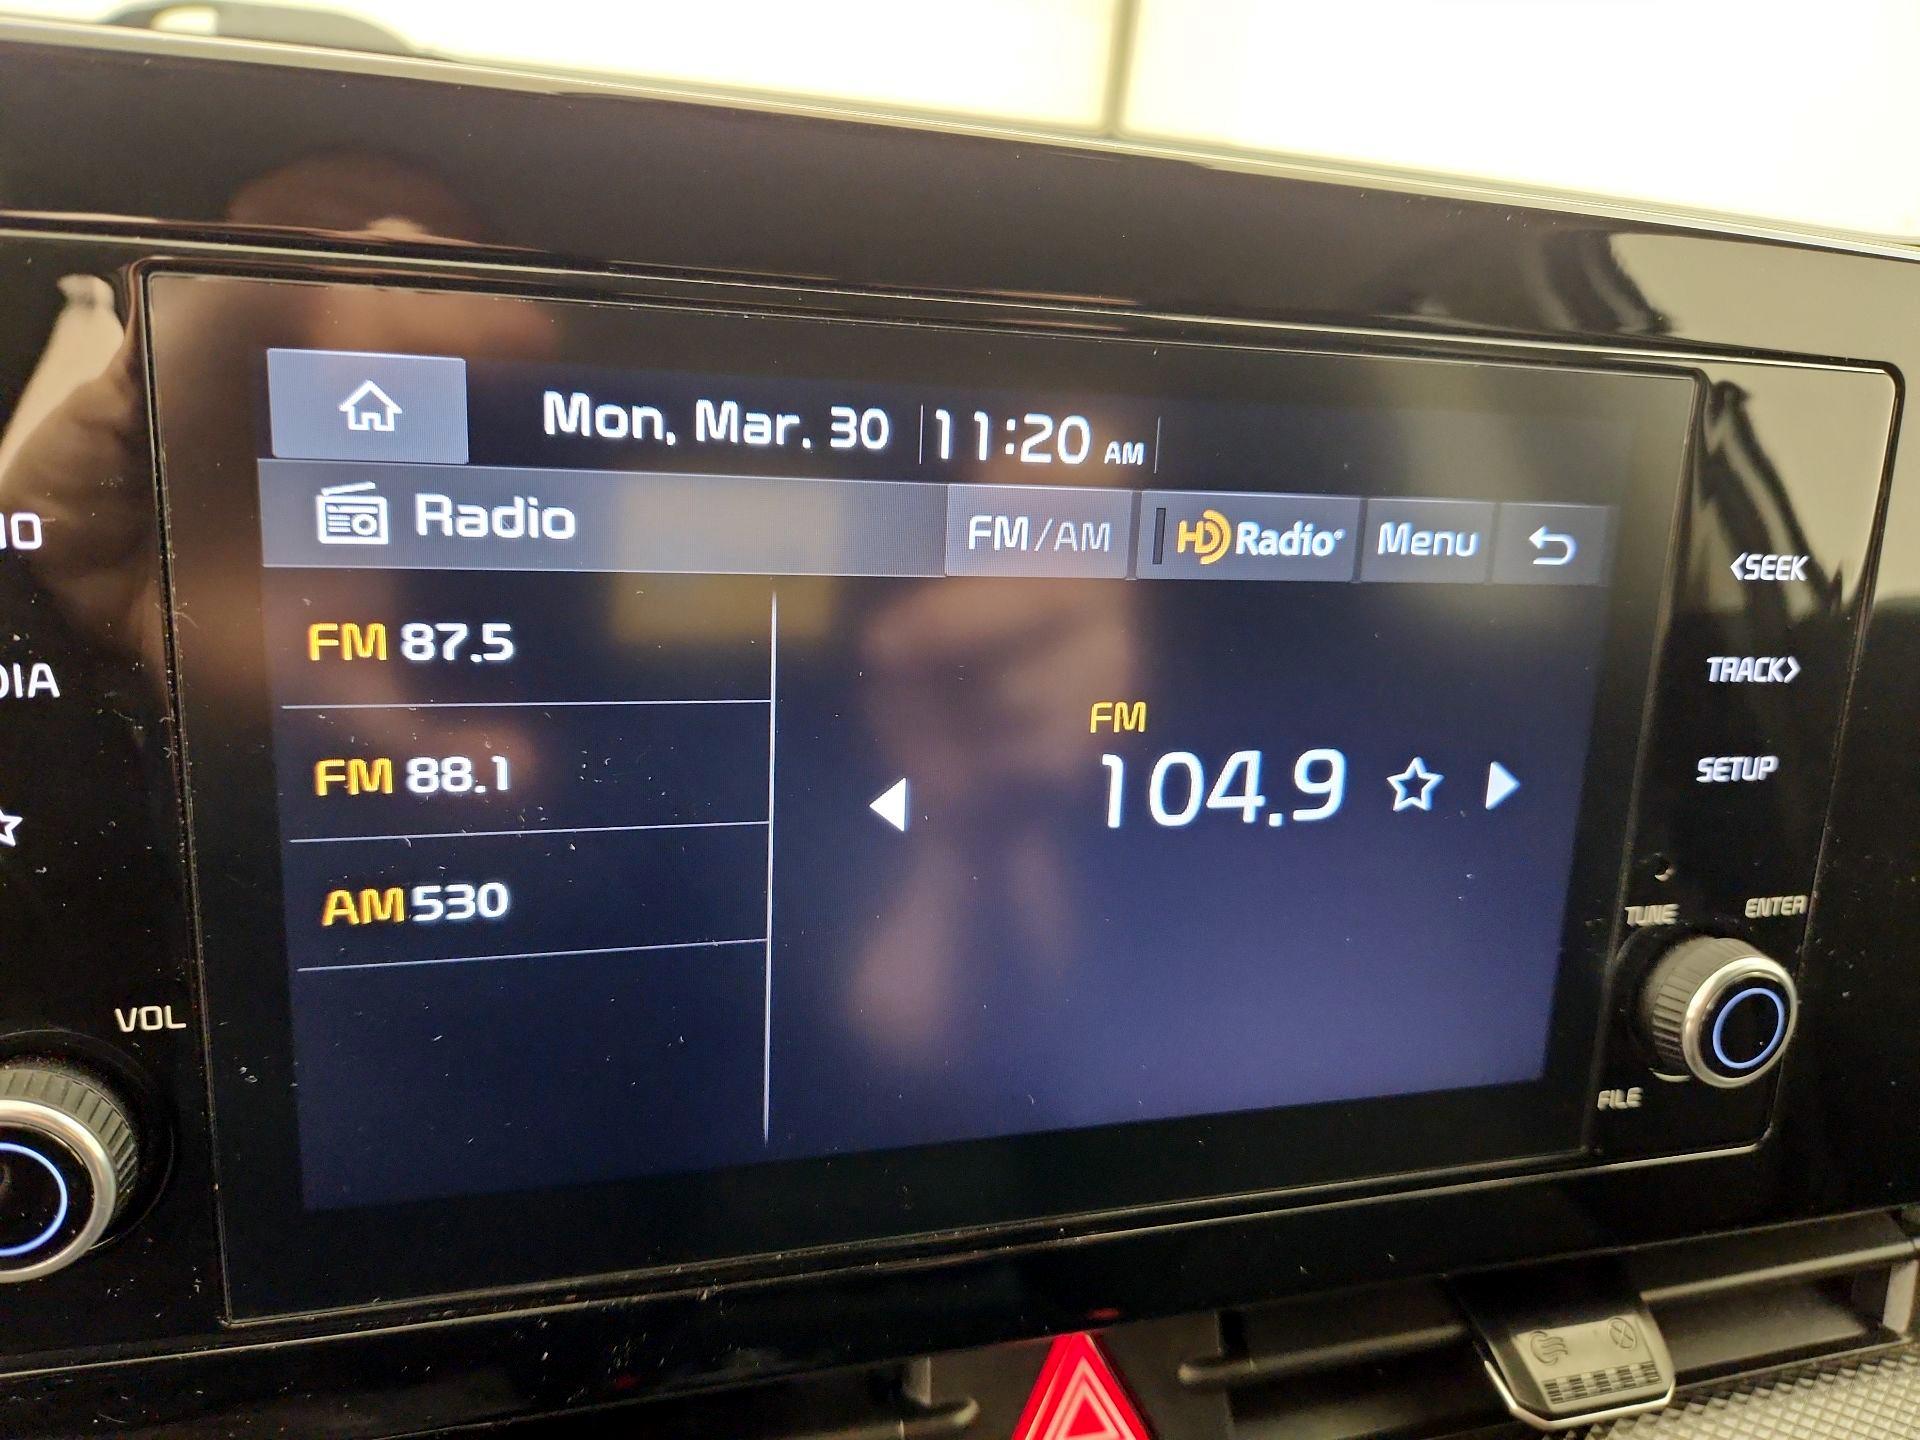 Mon, Mar. 30 11:20 AM
Radio FM/AM HD Radio Menu
<SEEK
TRACK>
SETUP
FM 87.5
FM 88.1
AM 530
FM
104.9
TUNE ENTER
FILE
VOL